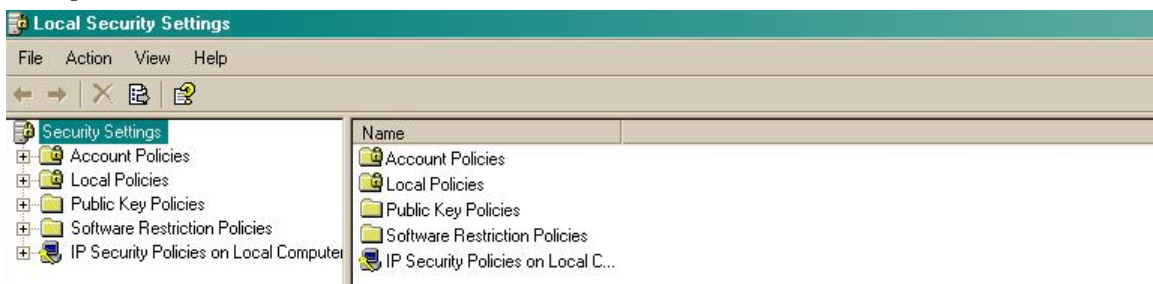 Local Security Settings
File Action View Help
Security Settings
Account Policies
Local Policies
Public Key Policies
Software Restriction Policies
IP Security Policies on Local Computer
Name
Account Policies
Local Policies
Public Key Policies
Software Restriction Policies
IP Security Policies on Local C...